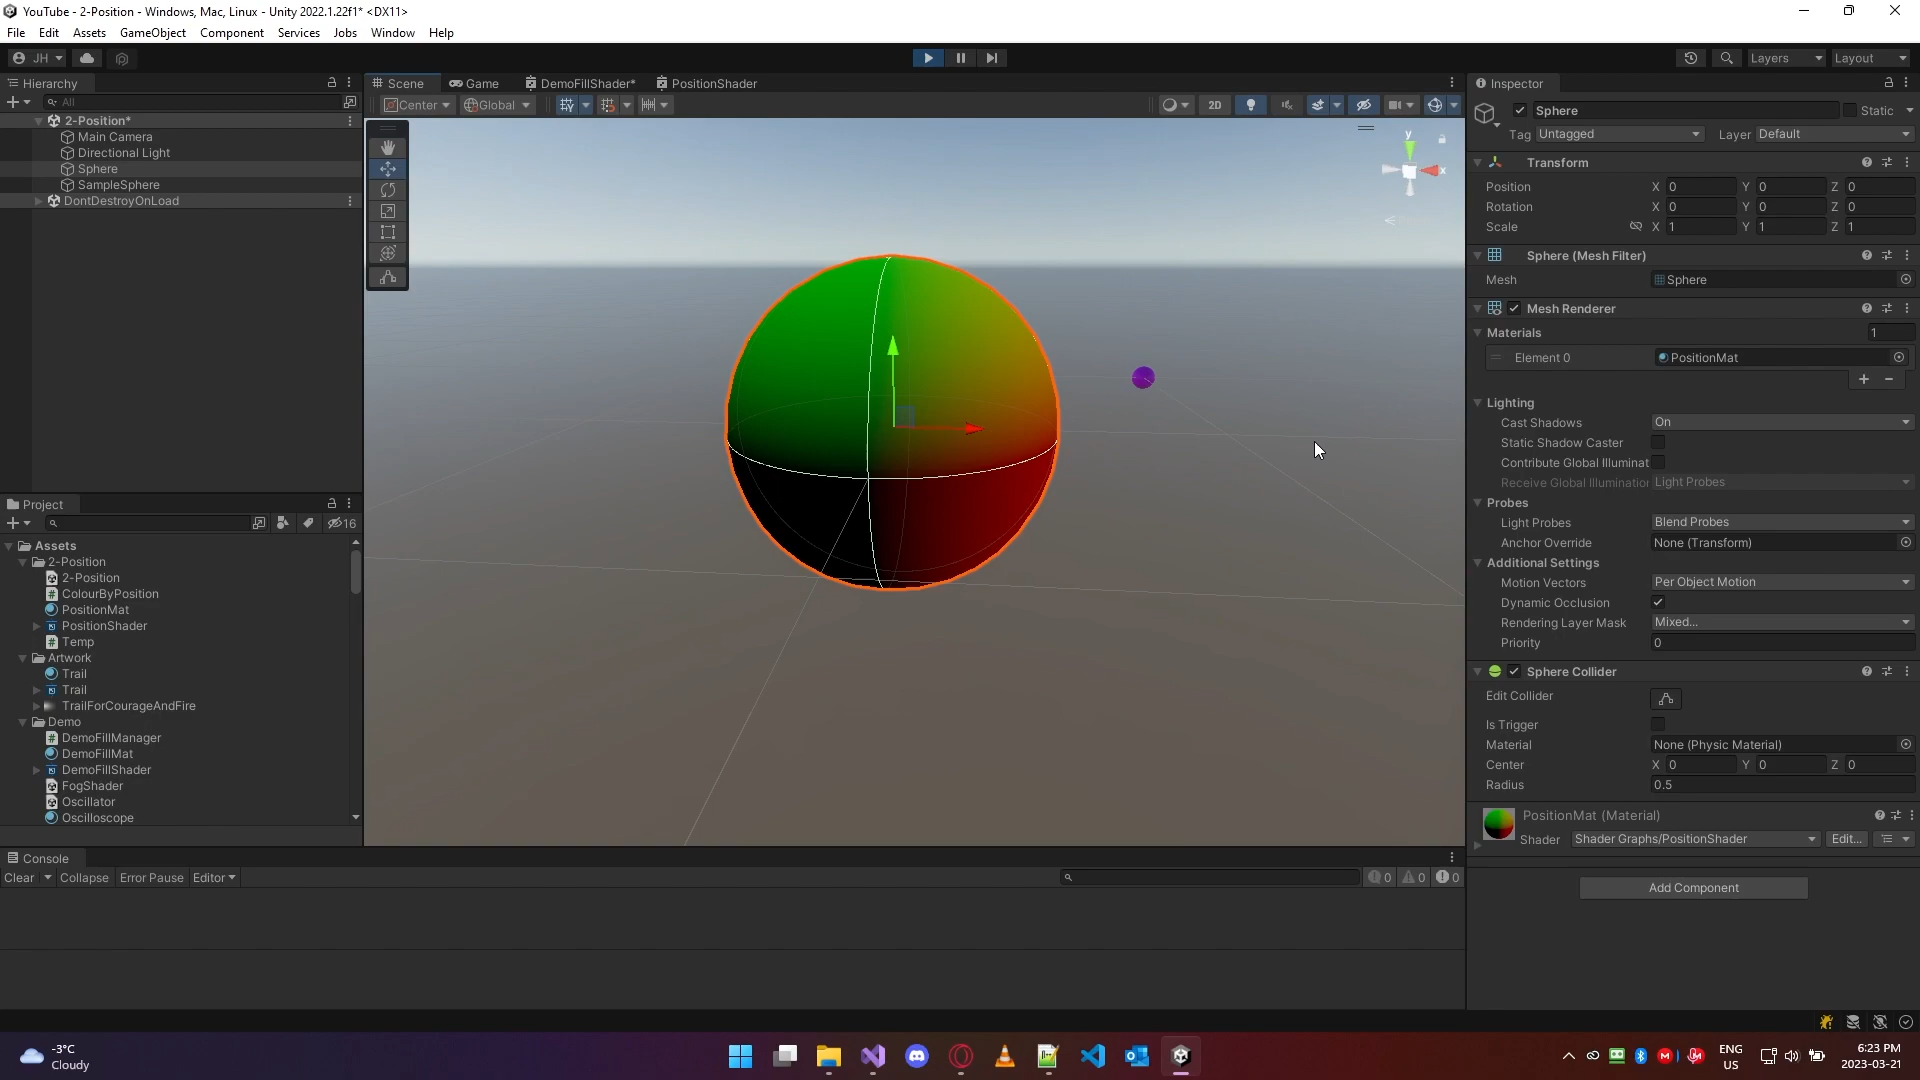 YouTube - 2-Position - Windows, Mac, Linux - Unity 2022.1.22f1* <DX11>
File Edit Assets GameObject Component Services Jobs Window Help
JH Layers Layout
Hierarchy
All
2-Position*
Main Camera
Directional Light
Sphere
SampleSphere
DontDestroyOnLoad
Project
16
Assets
2-Position
2-Position
ColourByPosition
PositionMat
PositionShader
Temp
Artwork
Trail
Trail
TrailForCourageAndFire
Demo
DemoFillManager
DemoFillMat
DemoFillShader
FogShader
Oscillator
Osciloscope
Scene Game DemoFillShader* PositionShader
Center Global 2D
y
x
Console
Clear Collapse Error Pause Editor 0 0 0
Inspector
Sphere Static
Tag Untagged Layer Default
Transform
Position X 0 Y 0 Z 0
Rotation X 0 Y 0 Z 0
Scale X 1 Y 1 Z 1
Sphere (Mesh Filter)
Mesh Sphere
Mesh Renderer
Materials 1
Element 0 PositionMat
Lighting
Cast Shadows On
Static Shadow Caster
Contribute Global Illuminat
Receive Global Illumination Light Probes
Probes
Light Probes Blend Probes
Anchor Override None (Transform)
Additional Settings
Motion Vectors Per Object Motion
Dynamic Occlusion
Rendering Layer Mask Mixed...
Priority 0
Sphere Collider
Edit Collider
Is Trigger
Material None (Physic Material)
Center X 0 Y 0 Z 0
Radius 0.5
PositionMat (Material)
Shader Shader Graphs/PositionShader Edit...
Add Component
-3°C
Cloudy
ENG
US
6:23 PM
2023-03-21